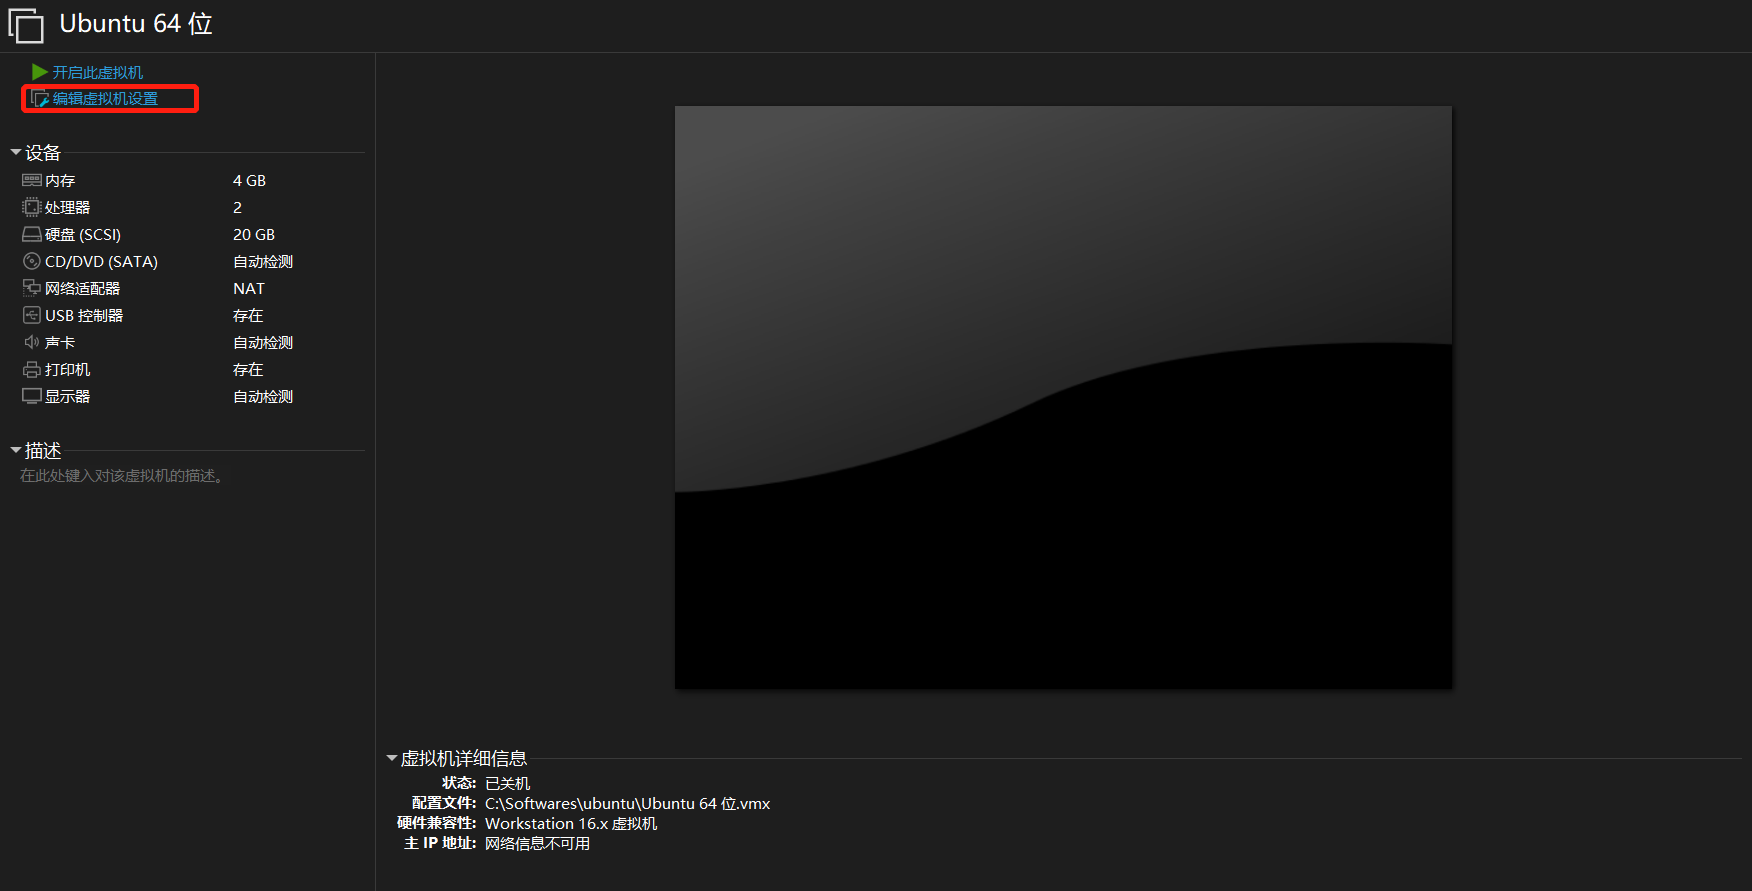 Ubuntu 64 位
开启此虚拟机
编辑虚拟机设置
设备
内存 4 GB
处理器 2
硬盘 (SCSI) 20 GB
CD/DVD (SATA) 自动检测
网络适配器 NAT
USB 控制器 存在
声卡 自动检测
打印机 存在
显示器 自动检测
描述
在此处键入对该虚拟机的描述。
虚拟机详细信息
状态: 已关机
配置文件: C:\Softwares\ubuntu\Ubuntu 64 位.vmx
硬件兼容性: Workstation 16.x 虚拟机
主 IP 地址: 网络信息不可用